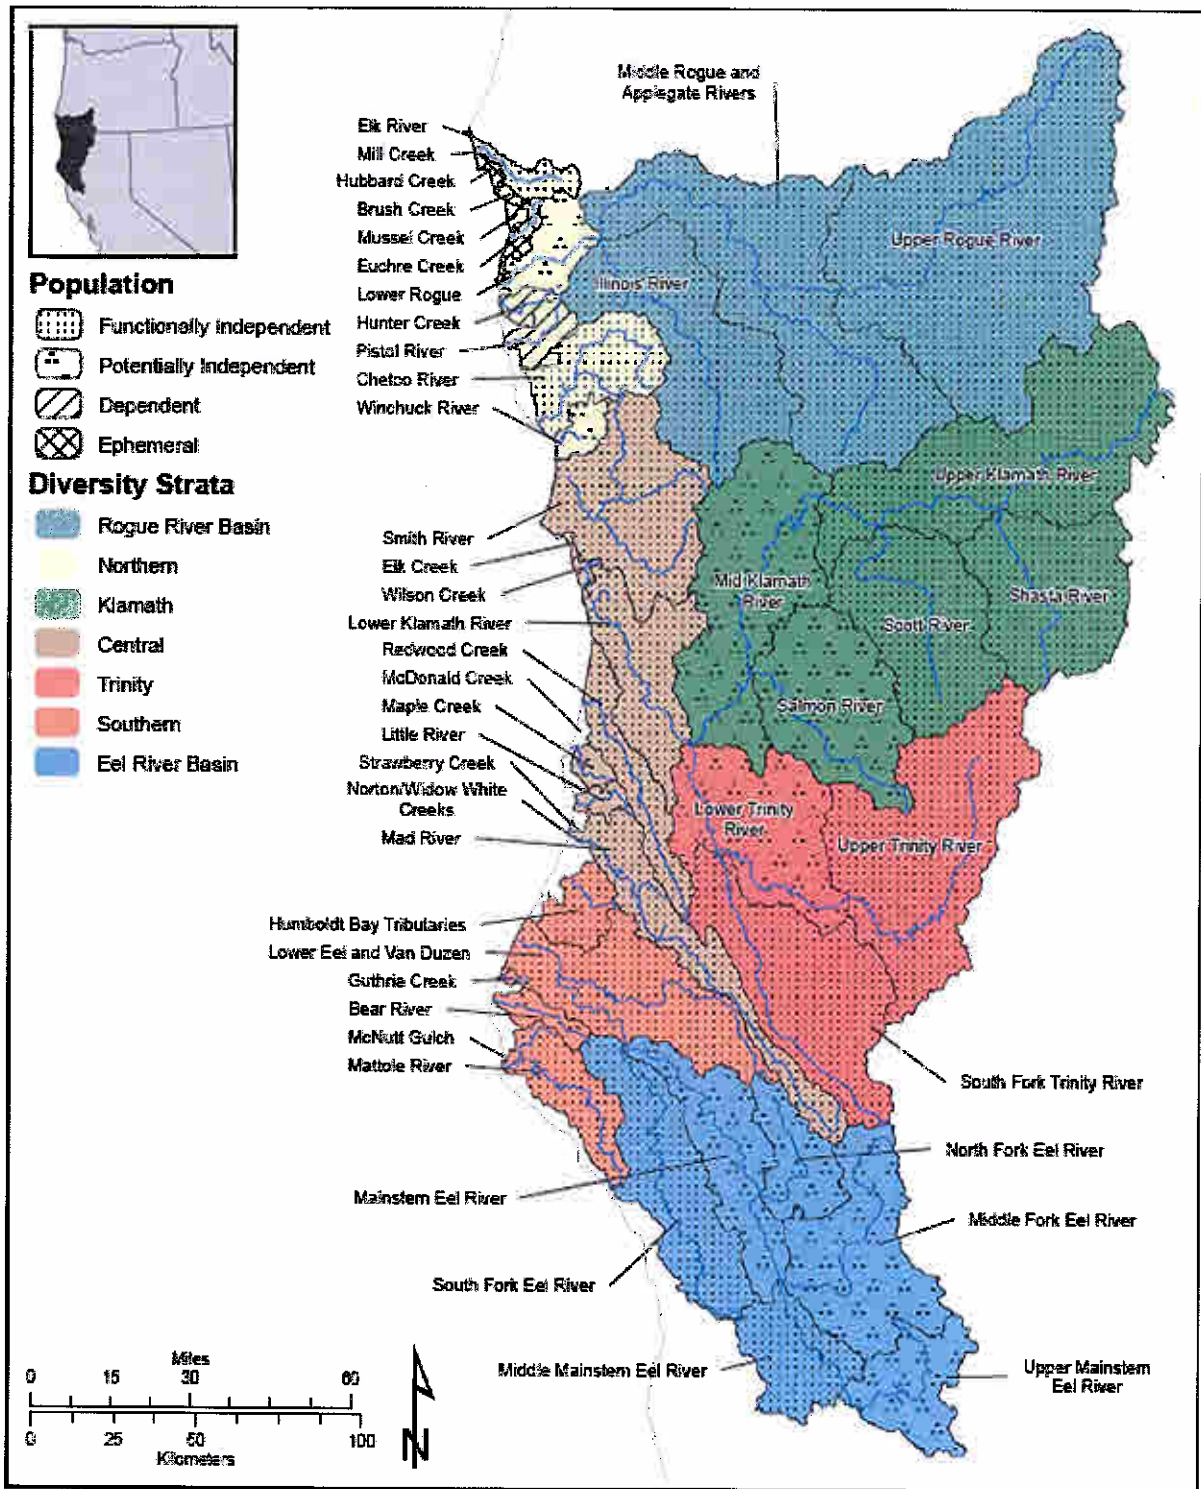 Middle Rogue and
Applegate Rivers
Elk River
Mill Creek
Hubbard Creek
Brush Creek
Mussel Creek
Euchre Creek
Lower Rogue
Hunter Creek
Pistol River
Chetco River
Winchuck River
Upper Rogue River
Illinois River
Population
Functionally Independent
Potentially Independent
Dependent
Ephemeral
Diversity Strata
Rogue River Basin
Northern
Klamath
Central
Trinity
Southern
Eel River Basin
Upper Klamath River
Smith River
Elk Creek
Wilson Creek
Lower Klamath River
Redwood Creek
McDonald Creek
Maple Creek
Little River
Strawberry Creek
Norton/Widow White
Creeks
Mad River
Mid Klamath
River
Scott River
Shasta River
Salmon River
Lower Trinity
River
Upper Trinity River
Humboldt Bay Tributaries
Lower Eel and Van Duzen
Guthrie Creek
Bear River
McNutt Gulch
Mattole River
South Fork Trinity River
North Fork Eel River
Mainstem Eel River
Middle Fork Eel River
South Fork Eel River
Middle Mainstem Eel River
Upper Mainstem
Eel River
Miles
0 15 30 60
0 25 50 100
Kilometers
N